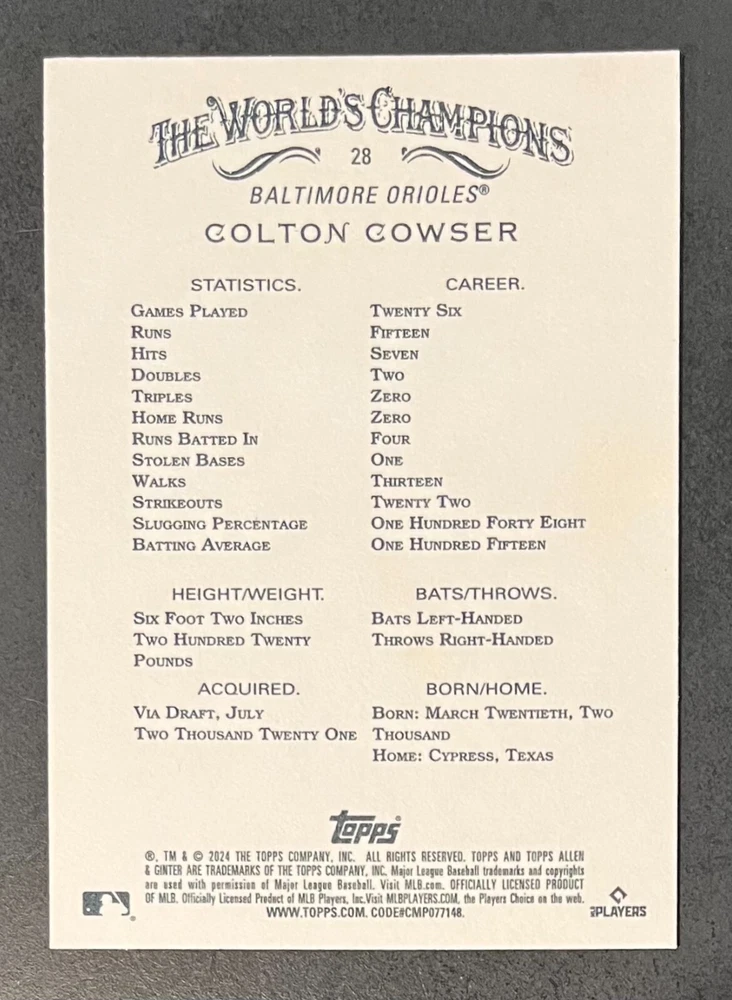 THE WORLD'S CHAMPIONS
28
BALTIMORE ORIOLES®
COLTON COWSER
STATISTICS. CAREER.
GAMES PLAYED TWENTY SIX
RUNS FIFTEEN
HITS SEVEN
DOUBLES TWO
TRIPLES ZERO
HOME RUNS ZERO
RUNS BATTED IN FOUR
STOLEN BASES ONE
WALKS THIRTEEN
STRIKEOUTS TWENTY TWO
SLUGGING PERCENTAGE ONE HUNDRED FORTY EIGHT
BATTING AVERAGE ONE HUNDRED FIFTEEN
HEIGHT/WEIGHT.
SIX FOOT TWO INCHES
TWO HUNDRED TWENTY
POUNDS
BATS/THROWS.
BATS LEFT-HANDED
THROWS RIGHT-HANDED
ACQUIRED.
VIA DRAFT, JULY
TWO THOUSAND TWENTY ONE
BORN/HOME.
BORN: MARCH TWENTIETH, TWO
THOUSAND
HOME: CYPRESS, TEXAS
Topps
®, TM & © 2024 THE TOPPS COMPANY, INC. ALL RIGHTS RESERVED. TOPPS AND TOPPS ALLEN
& GINTER ARE TRADEMARKS OF THE TOPPS COMPANY, INC. Major League Baseball trademarks and copyrights
are used with permission of Major League Baseball. Visit MLB.com. OFFICIALLY LICENSED PRODUCT
OF MLB. Officially Licensed Product of MLB Players, Inc.Visit MLBPLAYERS.COM, the Players Choice on the web.
WWW.TOPPS.COM. CODE#CMP077148.
PLAYERS